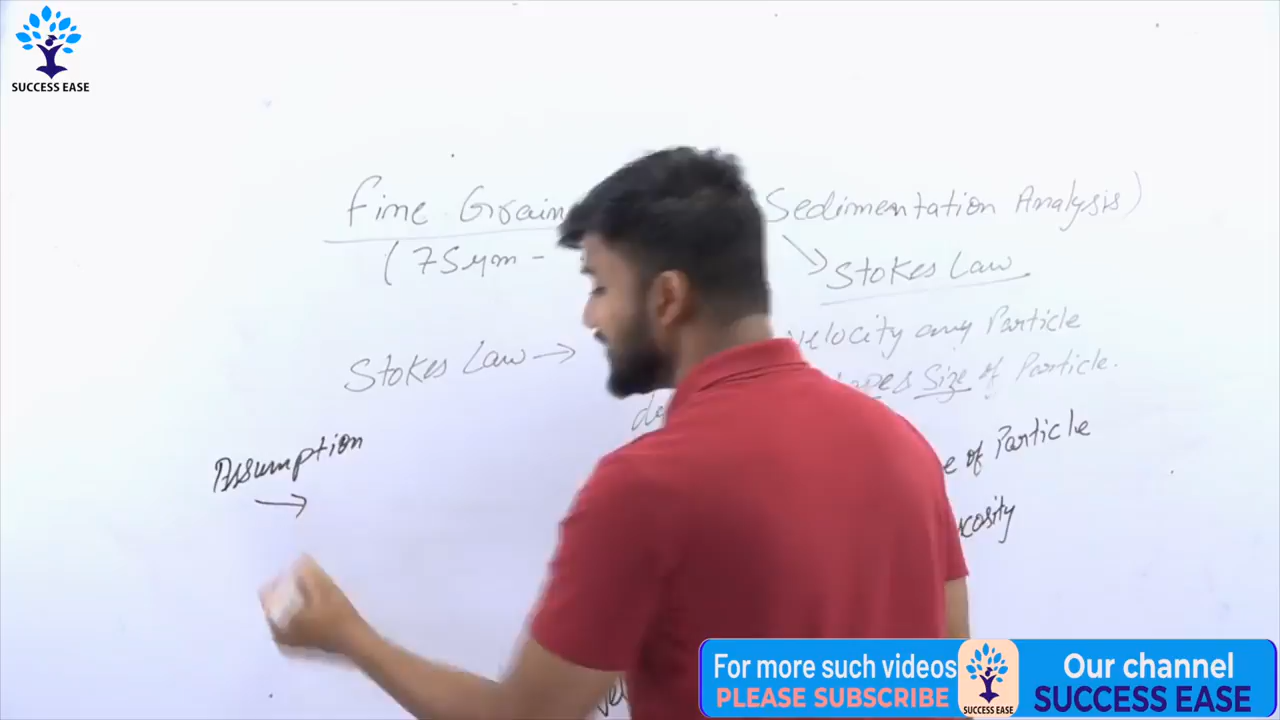 SUCCESS EASE
Fine Grain Sedimentation Analysis)
(75μm -
Stokes Law
Stokes Law → velocity any Particle
Size of Particle.
Assumption
→
of Particle
For more such videos
PLEASE SUBSCRIBE
SUCCESS EASE
Our channel
SUCCESS EASE